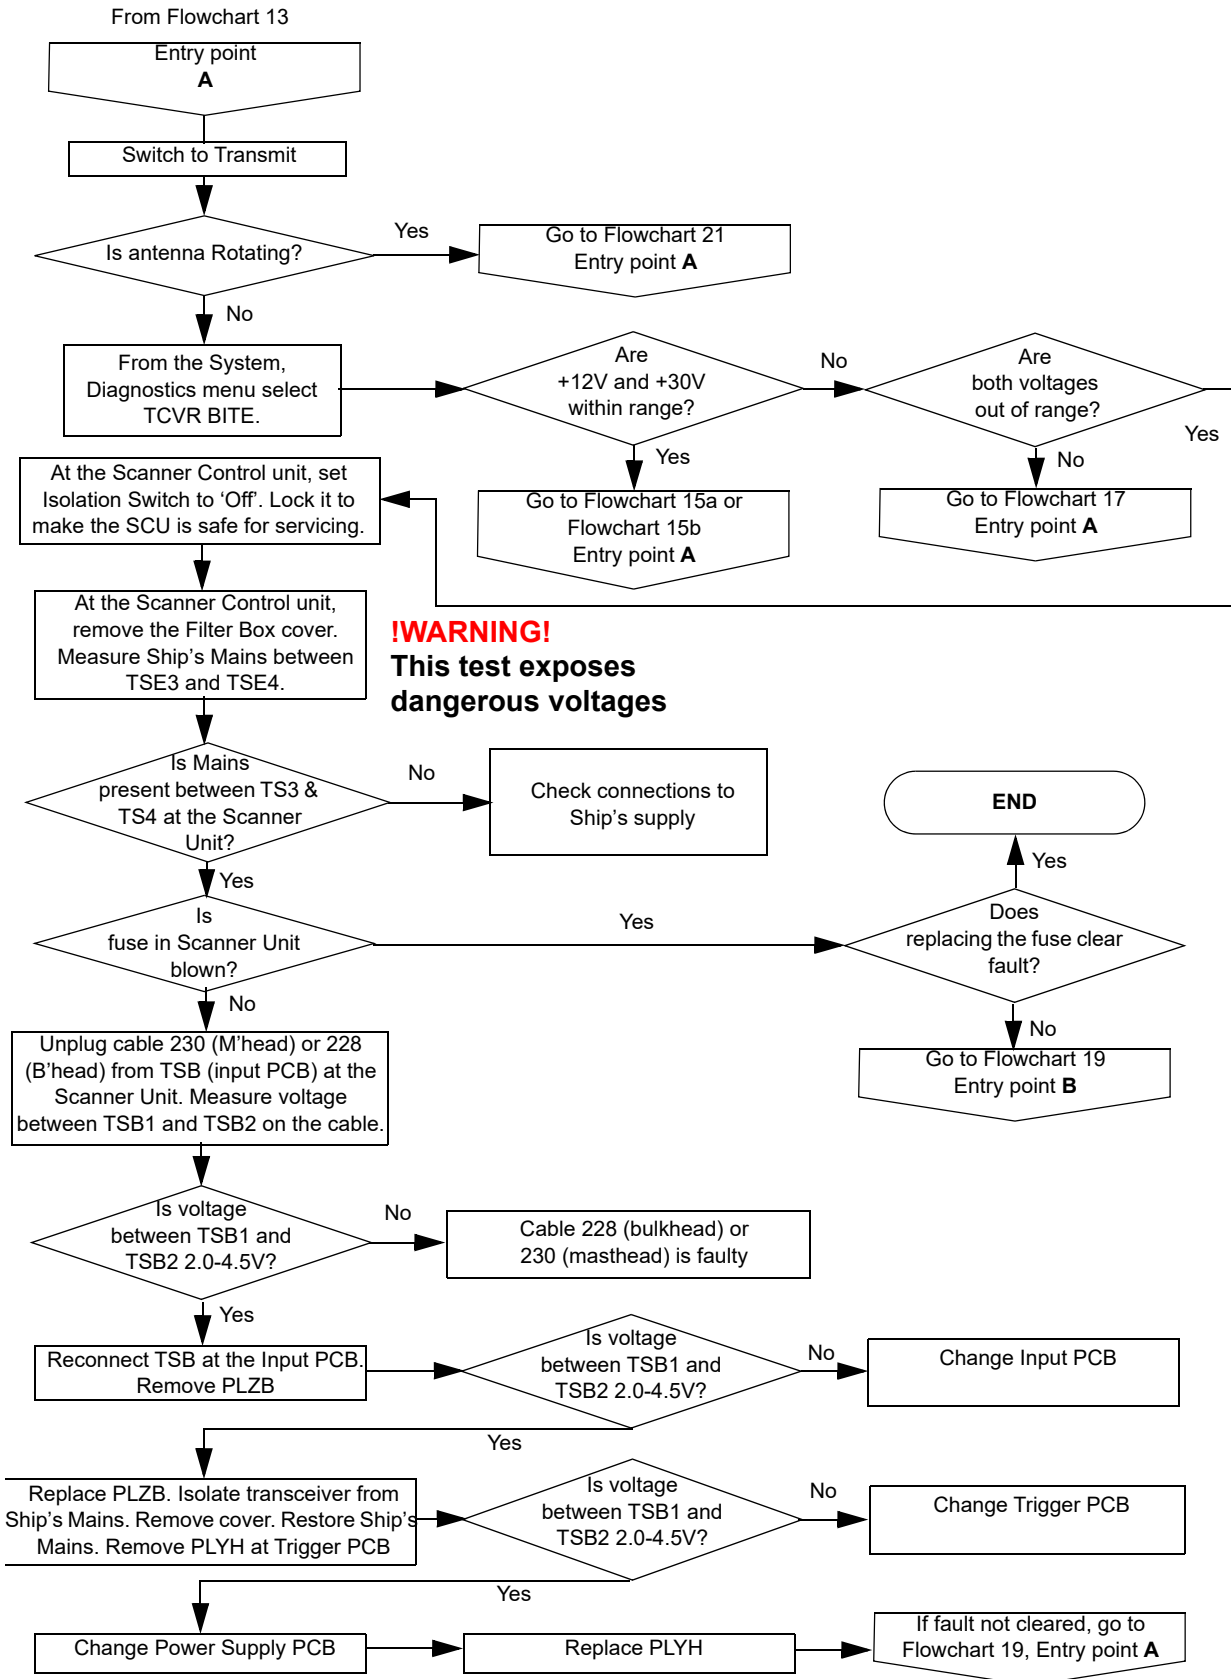 From Flowchart 13
Entry point
A
Switch to Transmit
Is antenna Rotating?
Yes
Go to Flowchart 21
Entry point A
No
From the System,
Diagnostics menu select
TCVR BITE.
Are
+12V and +30V
within range?
No
Are
both voltages
out of range?
Yes
Yes
Go to Flowchart 15a or
Flowchart 15b
Entry point A
No
Go to Flowchart 17
Entry point A
At the Scanner Control unit, set
Isolation Switch to ‘Off’. Lock it to
make the SCU is safe for servicing.
At the Scanner Control unit,
remove the Filter Box cover.
Measure Ship’s Mains between
TSE3 and TSE4.
!WARNING!
This test exposes
dangerous voltages
Is Mains
present between TS3 &
TS4 at the Scanner
Unit?
No
Check connections to
Ship’s supply
END
Yes
Yes
Is
fuse in Scanner Unit
blown?
Yes
Does
replacing the fuse clear
fault?
No
No
Go to Flowchart 19
Entry point B
Unplug cable 230 (M’head) or 228
(B’head) from TSB (input PCB) at the
Scanner Unit. Measure voltage
between TSB1 and TSB2 on the cable.
Is voltage
between TSB1 and
TSB2 2.0-4.5V?
No
Cable 228 (bulkhead) or
230 (masthead) is faulty
Yes
Reconnect TSB at the Input PCB.
Remove PLZB
Is voltage
between TSB1 and
TSB2 2.0-4.5V?
No
Change Input PCB
Yes
Replace PLZB. Isolate transceiver from
Ship’s Mains. Remove cover. Restore Ship’s
Mains. Remove PLYH at Trigger PCB
Is voltage
between TSB1 and
TSB2 2.0-4.5V?
No
Change Trigger PCB
Yes
Change Power Supply PCB
Replace PLYH
If fault not cleared, go to
Flowchart 19, Entry point A